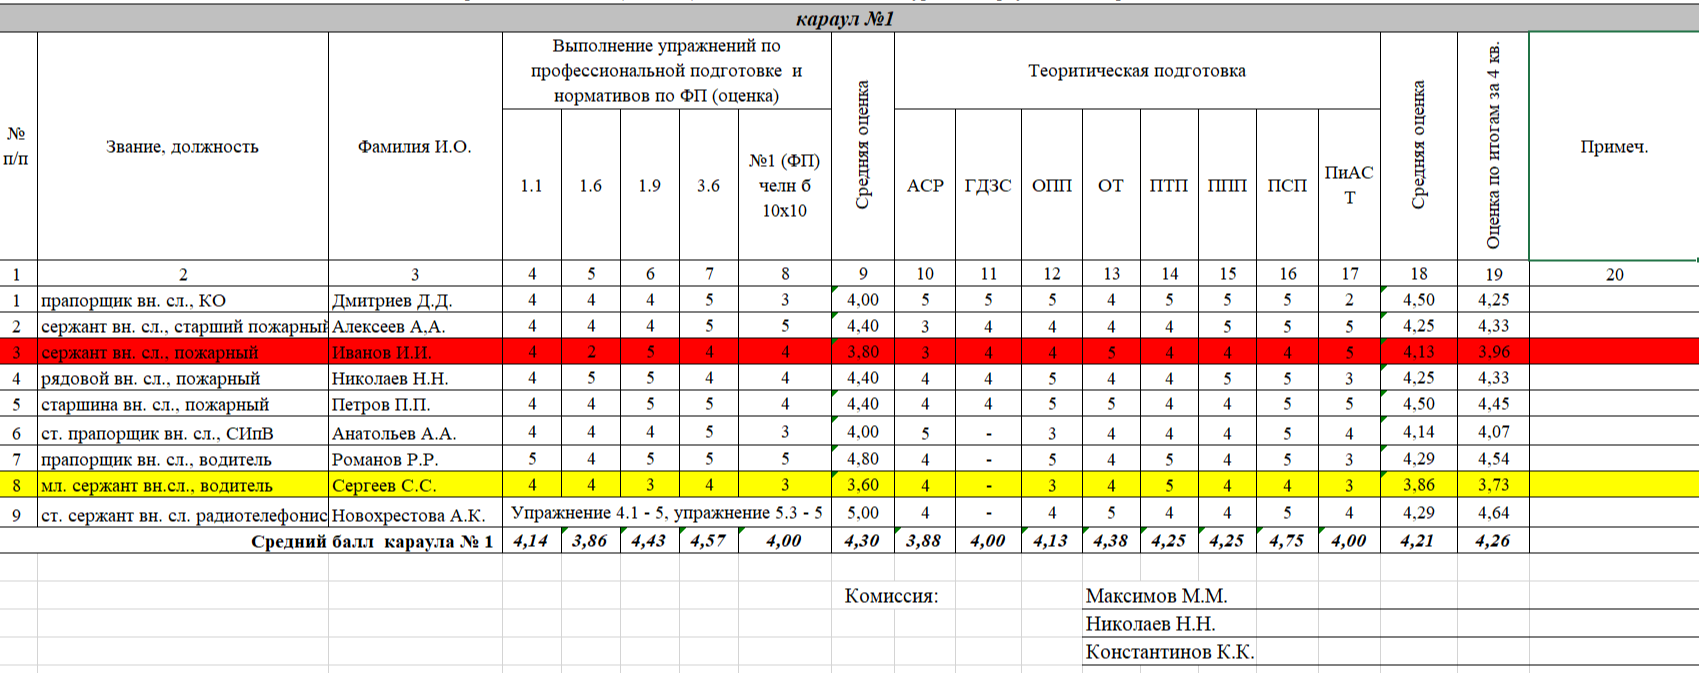 караул №1
№ п/п
Звание, должность
Фамилия И.О.
Выполнение упражнений по
профессиональной подготовке и
нормативов по ФП (оценка)
1.1
1.6
1.9
3.6
№1 (ФП)
челн б
10х10
Средняя оценка
Теоритическая подготовка
АСР
ГДЗС
ОПП
ОТ
ПТП
ППП
ПСП
ПиАС
Т
Средняя оценка
Оценка по итогам за 4 кв.
Примеч.
1 2 3 4 5 6 7 8 9 10 11 12 13 14 15 16 17 18 19 20
1 прапорщик вн. сл., КО Дмитриев Д.Д. 4 4 4 5 3 4,00 5 5 5 4 5 5 5 2 4,50 4,25
2 сержант вн. сл., старший пожарный Алексеев А,А. 4 4 4 5 5 4,40 3 4 4 4 4 5 5 5 4,25 4,33
3 сержант вн. сл., пожарный Иванов И.И. 4 2 5 4 4 3,80 3 4 4 5 4 4 4 5 4,13 3,96
4 рядовой вн. сл., пожарный Николаев Н.Н. 4 5 5 4 4 4,40 4 4 5 4 4 5 5 3 4,25 4,33
5 старшина вн. сл., пожарный Петров П.П. 4 4 5 5 4 4,40 4 4 5 5 4 4 5 5 4,50 4,45
6 ст. прапорщик вн. сл., СИпВ Анатольев А.А. 4 4 4 5 3 4,00 5 - 3 4 4 4 5 4 4,14 4,07
7 прапорщик вн. сл., водитель Романов Р.Р. 5 4 5 5 5 4,80 4 - 5 4 5 4 5 3 4,29 4,54
8 мл. сержант вн.сл., водитель Сергеев С.С. 4 4 3 4 3 3,60 4 - 3 4 5 4 4 3 3,86 3,73
9 ст. сержант вн. сл. радиотелефонис Новохрестова А.К. Упражнение 4.1 - 5, упражнение 5.3 - 5 5,00 4 - 4 5 4 4 5 4 4,29 4,64
Средний балл караула № 1 4,14 3,86 4,43 4,57 4,00 4,30 3,88 4,00 4,13 4,38 4,25 4,25 4,75 4,00 4,21 4,26
Комиссия: Максимов М.М.
Николаев Н.Н.
Константинов К.К.